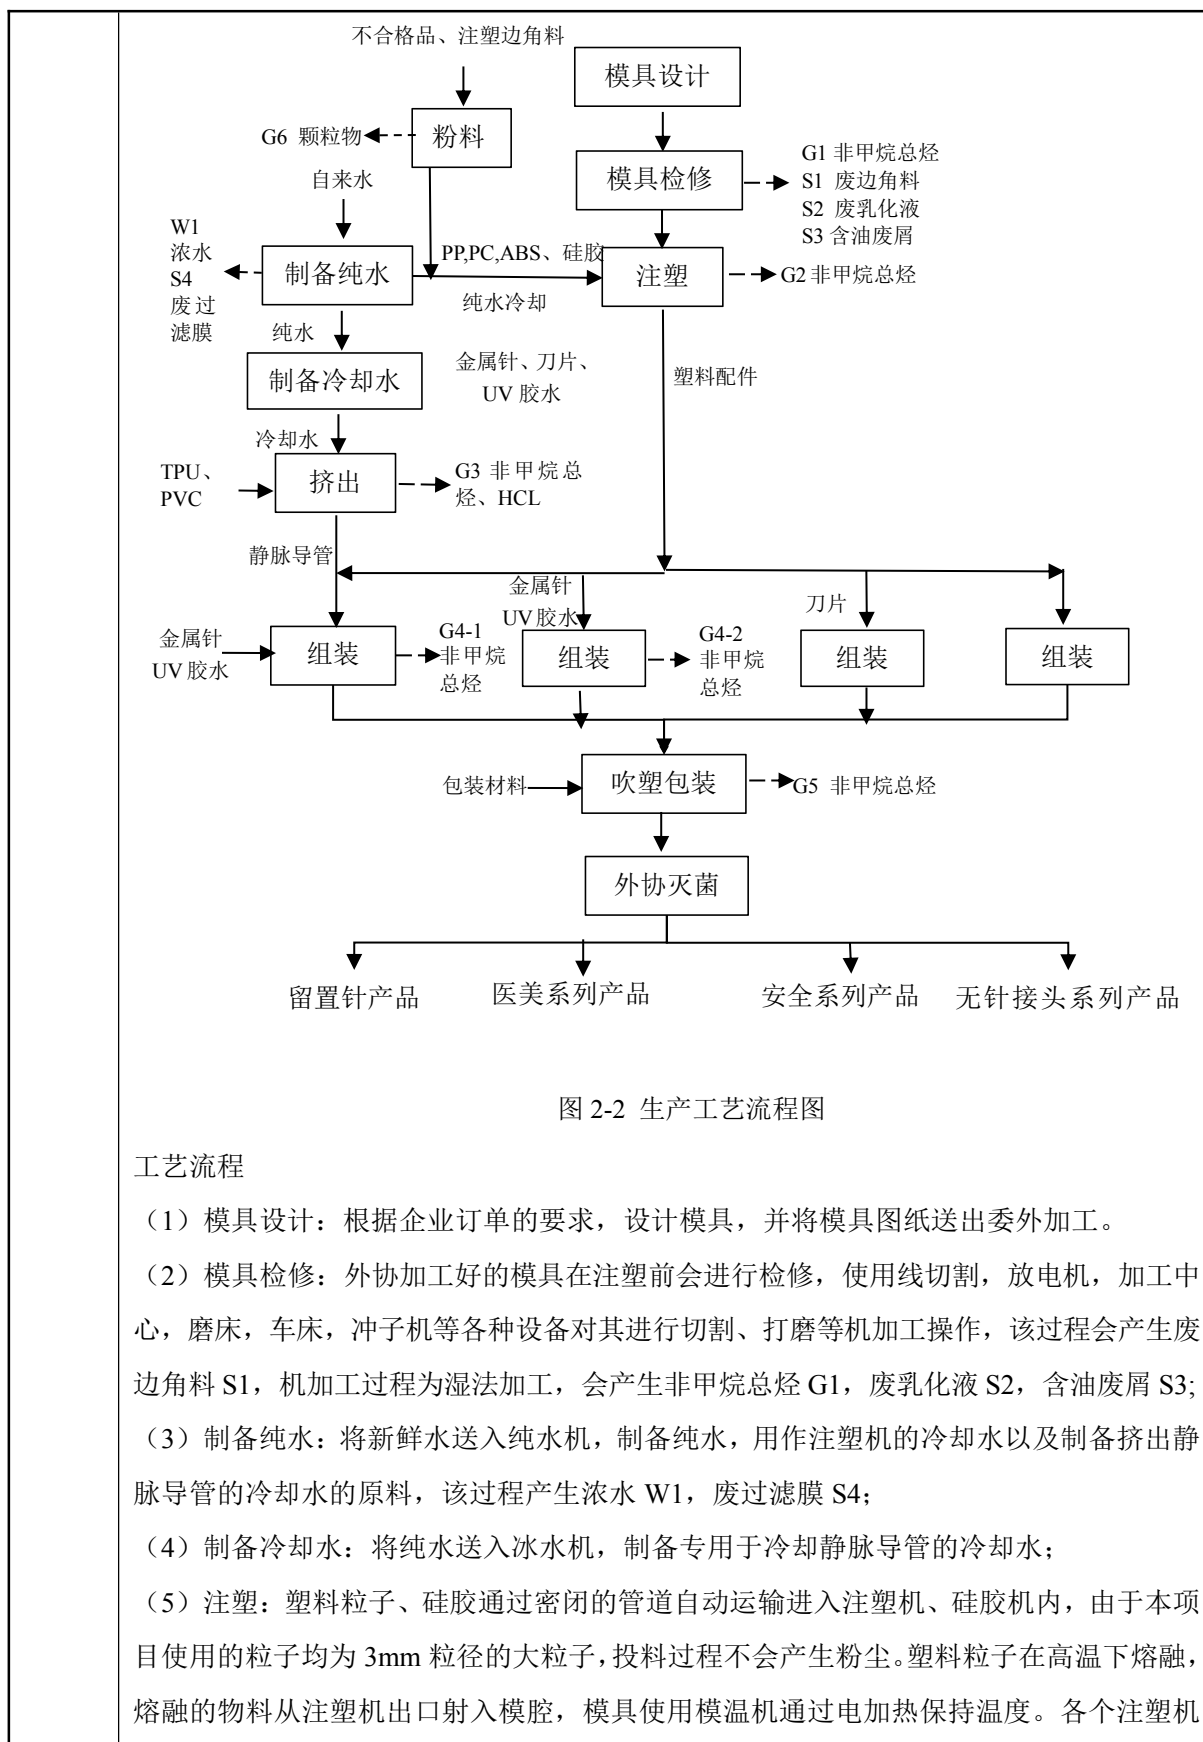 不合格品、注塑边角料
模具设计
粉料
G6 颗粒物
模具检修
G1 非甲烷总烃
S1 废边角料
S2 废乳化液
S3 含油废屑
自来水
W1
浓水
S4
废过
滤膜
制备纯水
PP,PC,ABS、硅胶
纯水冷却
注塑
G2 非甲烷总烃
纯水
制备冷却水
金属针、刀片、
UV 胶水
塑料配件
冷却水
TPU、
PVC
挤出
G3 非甲烷总
烃、HCL
静脉导管
金属针
UV 胶水
刀片
金属针
UV 胶水
组装
G4-1
非甲烷
总烃
组装
G4-2
非甲烷
总烃
组装
组装
包装材料
吹塑包装
G5 非甲烷总烃
外协灭菌
留置针产品
医美系列产品
安全系列产品
无针接头系列产品
图 2-2 生产工艺流程图
工艺流程
（1）模具设计：根据企业订单的要求，设计模具，并将模具图纸送出委外加工。
（2）模具检修：外协加工好的模具在注塑前会进行检修，使用线切割，放电机，加工中
心，磨床，车床，冲子机等各种设备对其进行切割、打磨等机加工操作，该过程会产生废
边角料 S1，机加工过程为湿法加工，会产生非甲烷总烃 G1，废乳化液 S2，含油废屑 S3;
（3）制备纯水：将新鲜水送入纯水机，制备纯水，用作注塑机的冷却水以及制备挤出静
脉导管的冷却水的原料，该过程产生浓水 W1，废过滤膜 S4；
（4）制备冷却水：将纯水送入冰水机，制备专用于冷却静脉导管的冷却水；
（5）注塑：塑料粒子、硅胶通过密闭的管道自动运输进入注塑机、硅胶机内，由于本项
目使用的粒子均为 3mm 粒径的大粒子，投料过程不会产生粉尘。塑料粒子在高温下熔融，
熔融的物料从注塑机出口射入模腔，模具使用模温机通过电加热保持温度。各个注塑机